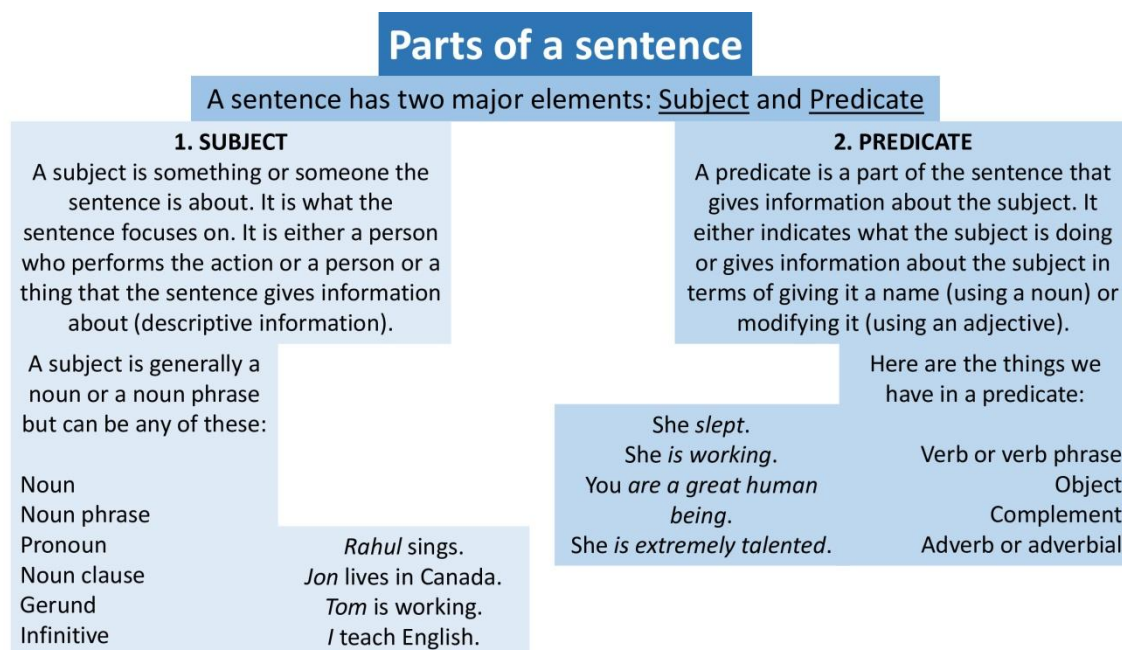 Parts of a sentence
A sentence has two major elements: Subject and Predicate
1. SUBJECT
A subject is something or someone the
sentence is about. It is what the
sentence focuses on. It is either a person
who performs the action or a person or a
thing that the sentence gives information
about (descriptive information).
A subject is generally a
noun or a noun phrase
but can be any of these:
Noun
Noun phrase
Pronoun
Noun clause
Gerund
Infinitive
Rahul sings.
Jon lives in Canada.
Tom is working.
I teach English.
2. PREDICATE
A predicate is a part of the sentence that
gives information about the subject. It
either indicates what the subject is doing
or gives information about the subject in
terms of giving it a name (using a noun) or
modifying it (using an adjective).
Here are the things we
have in a predicate:
Verb or verb phrase
Object
Complement
Adverb or adverbial
She slept.
She is working.
You are a great human
being.
She is extremely talented.